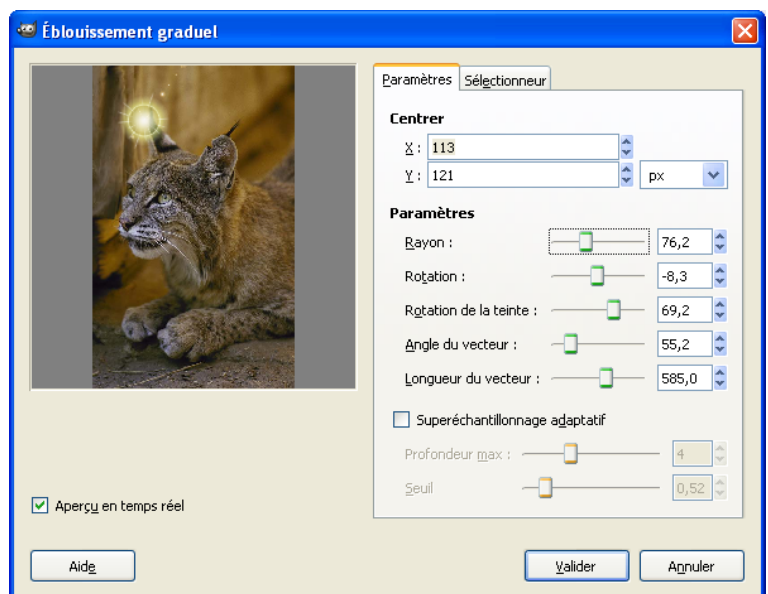 Éblouissement graduel
Paramètres Sélectionneur
Centrer
X : 113
Y : 121 px
Paramètres
Rayon : 76,2
Rotation : -8,3
Rotation de la teinte : 69,2
Angle du vecteur : 55,2
Longueur du vecteur : 585,0
Superéchantillonnage adaptatif
Profondeur max : 4
Seuil 0,52
Aperçu en temps réel
Aide Valider Annuler